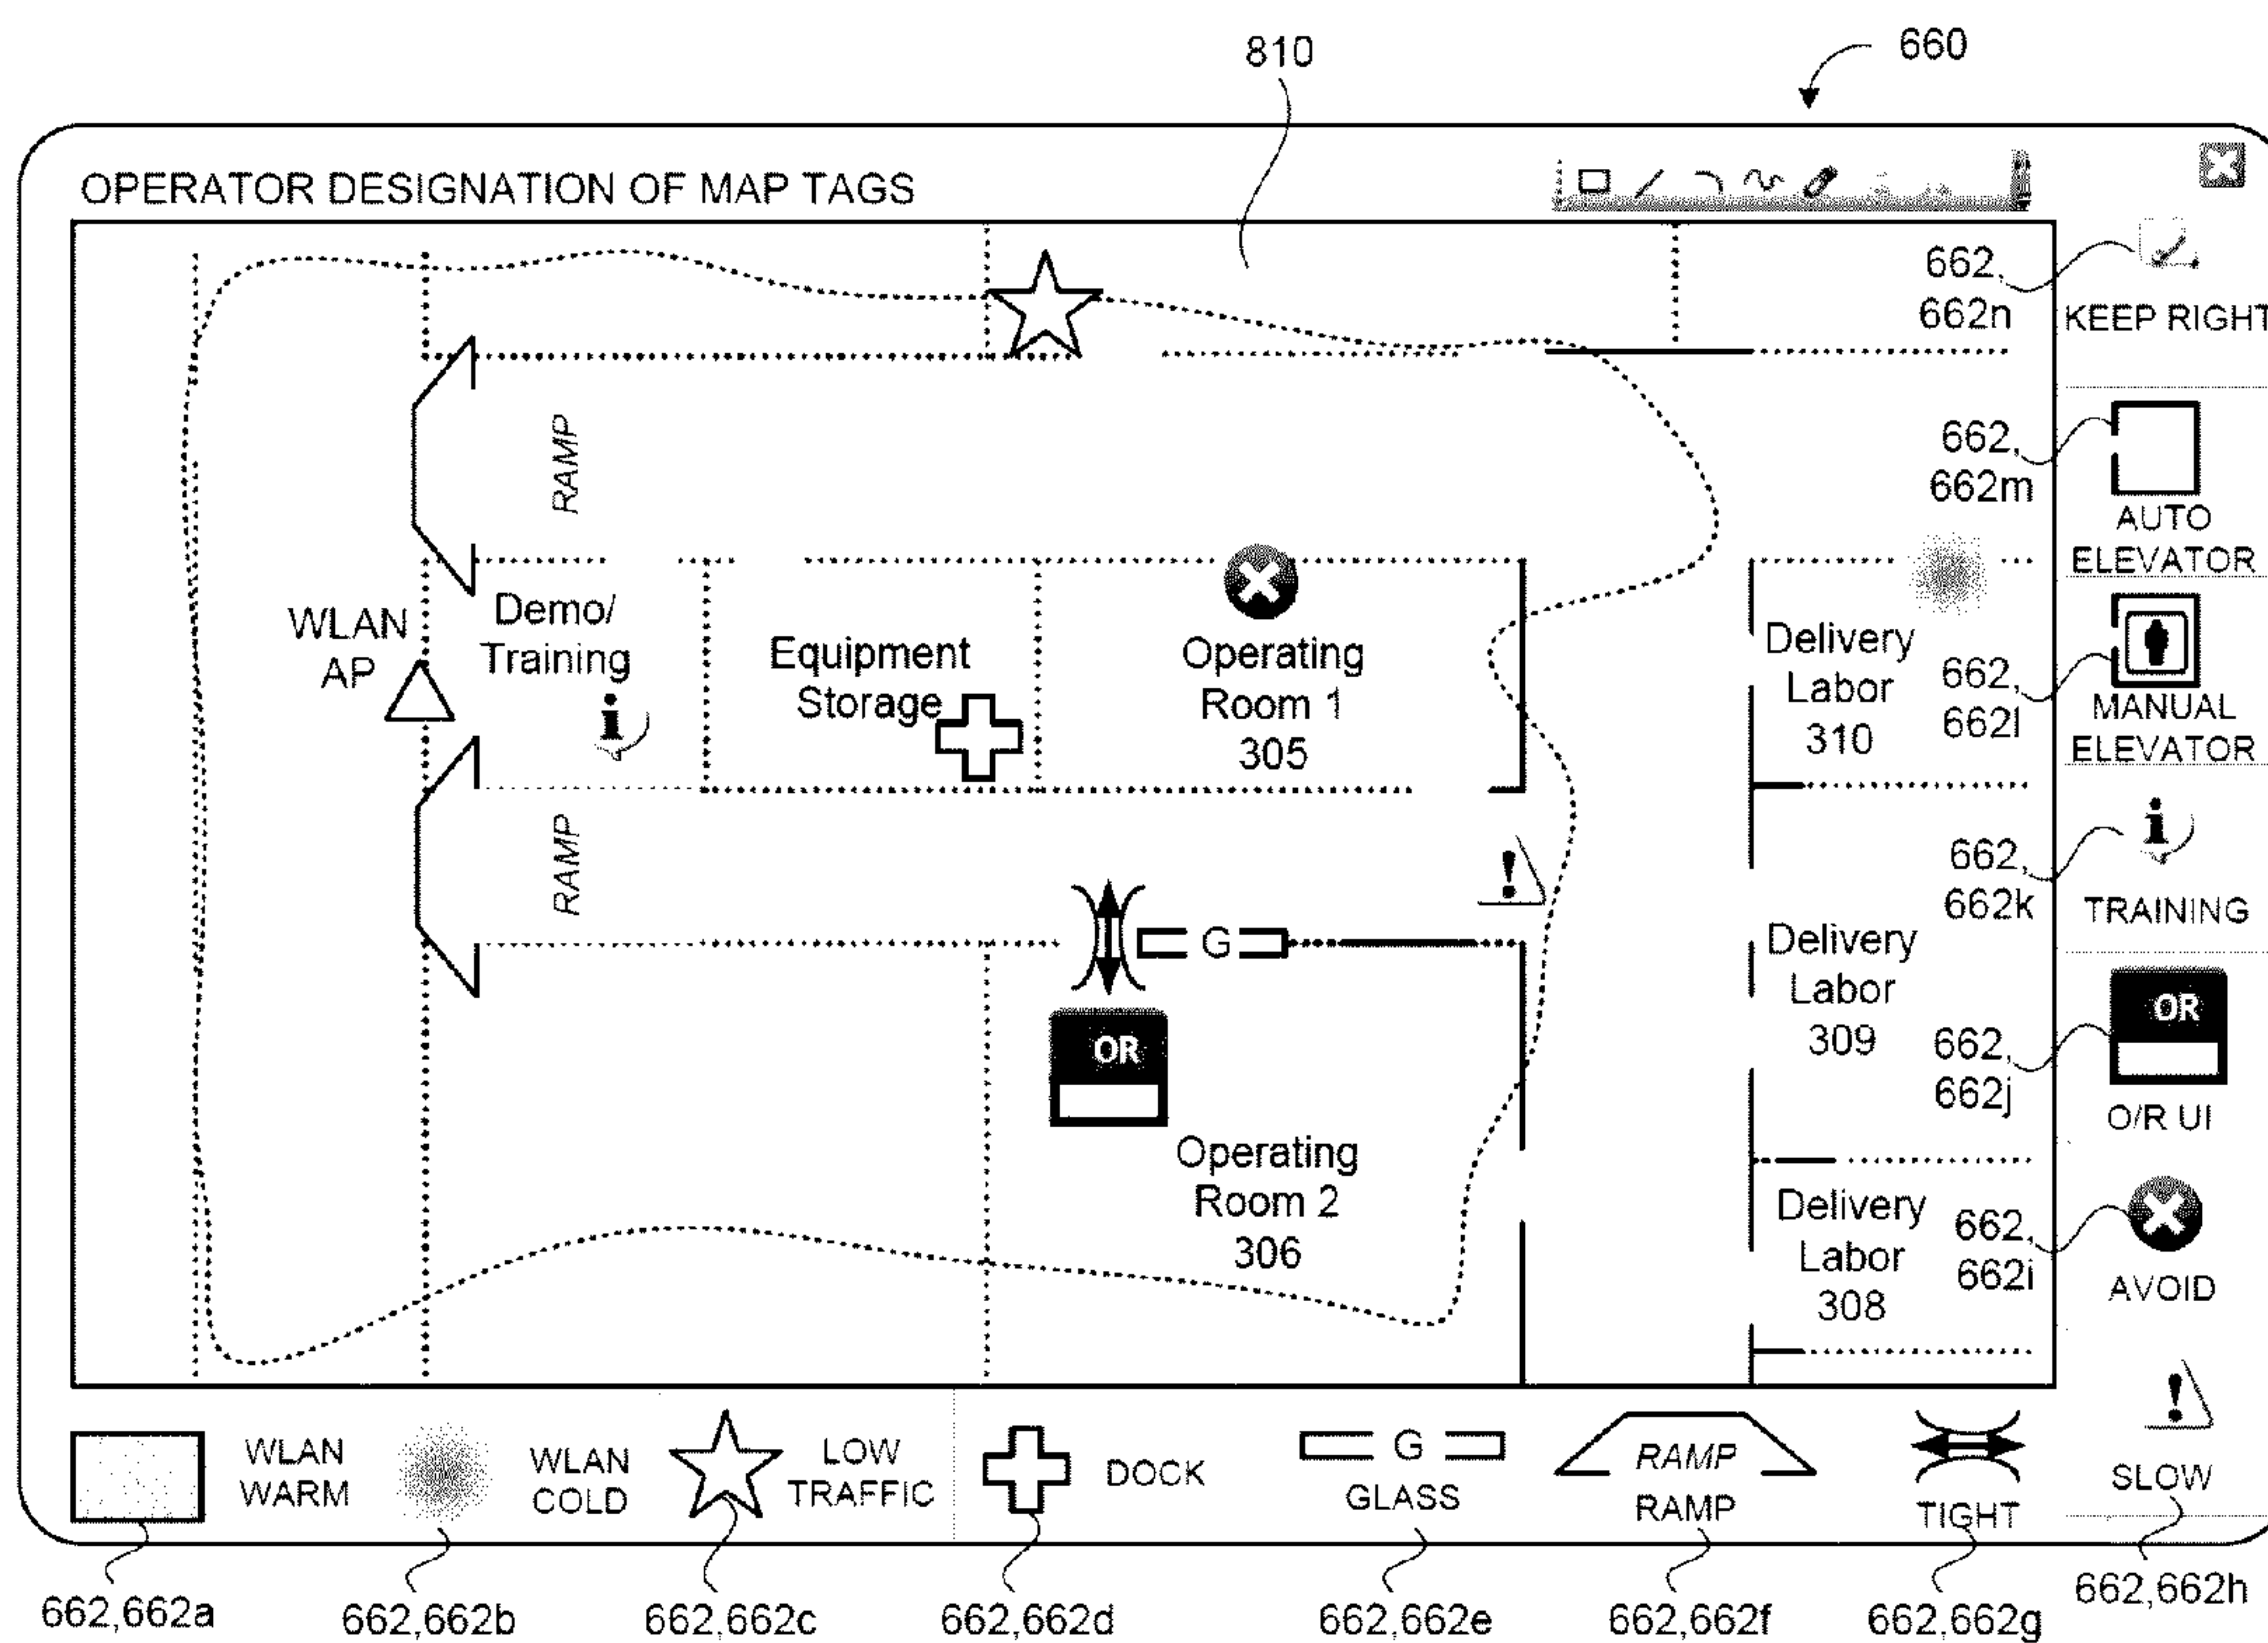 810
660
OPERATOR DESIGNATION OF MAP TAGS
662,
662n
KEEP RIGHT
RAMP
662,
662m
AUTO
ELEVATOR
WLAN
AP
Demo/
Training
i
Equipment
Storage
Operating
Room 1
305
Delivery
Labor
310
662,
662l
MANUAL
ELEVATOR
RAMP
!
662,
662k
i
TRAINING
G
OR
Operating
Room 2
306
Delivery
Labor
309
662,
662j
OR
O/R UI
Delivery
Labor
308
662,
662i
AVOID
!
SLOW
WLAN
WARM
WLAN
COLD
LOW
TRAFFIC
DOCK
G
GLASS
RAMP
RAMP
TIGHT
662,662a
662,662b
662,662c
662,662d
662,662e
662,662f
662,662g
662,662h